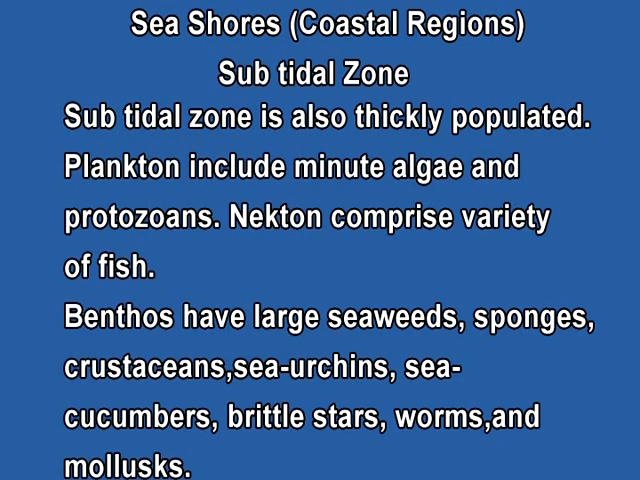 Sea Shores (Coastal Regions)
Sub tidal Zone
Sub tidal zone is also thickly populated.
Plankton include minute algae and
protozoans. Nekton comprise variety
of fish.
Benthos have large seaweeds, sponges,
crustaceans,sea-urchins, sea-
cucumbers, brittle stars, worms,and
mollusks.